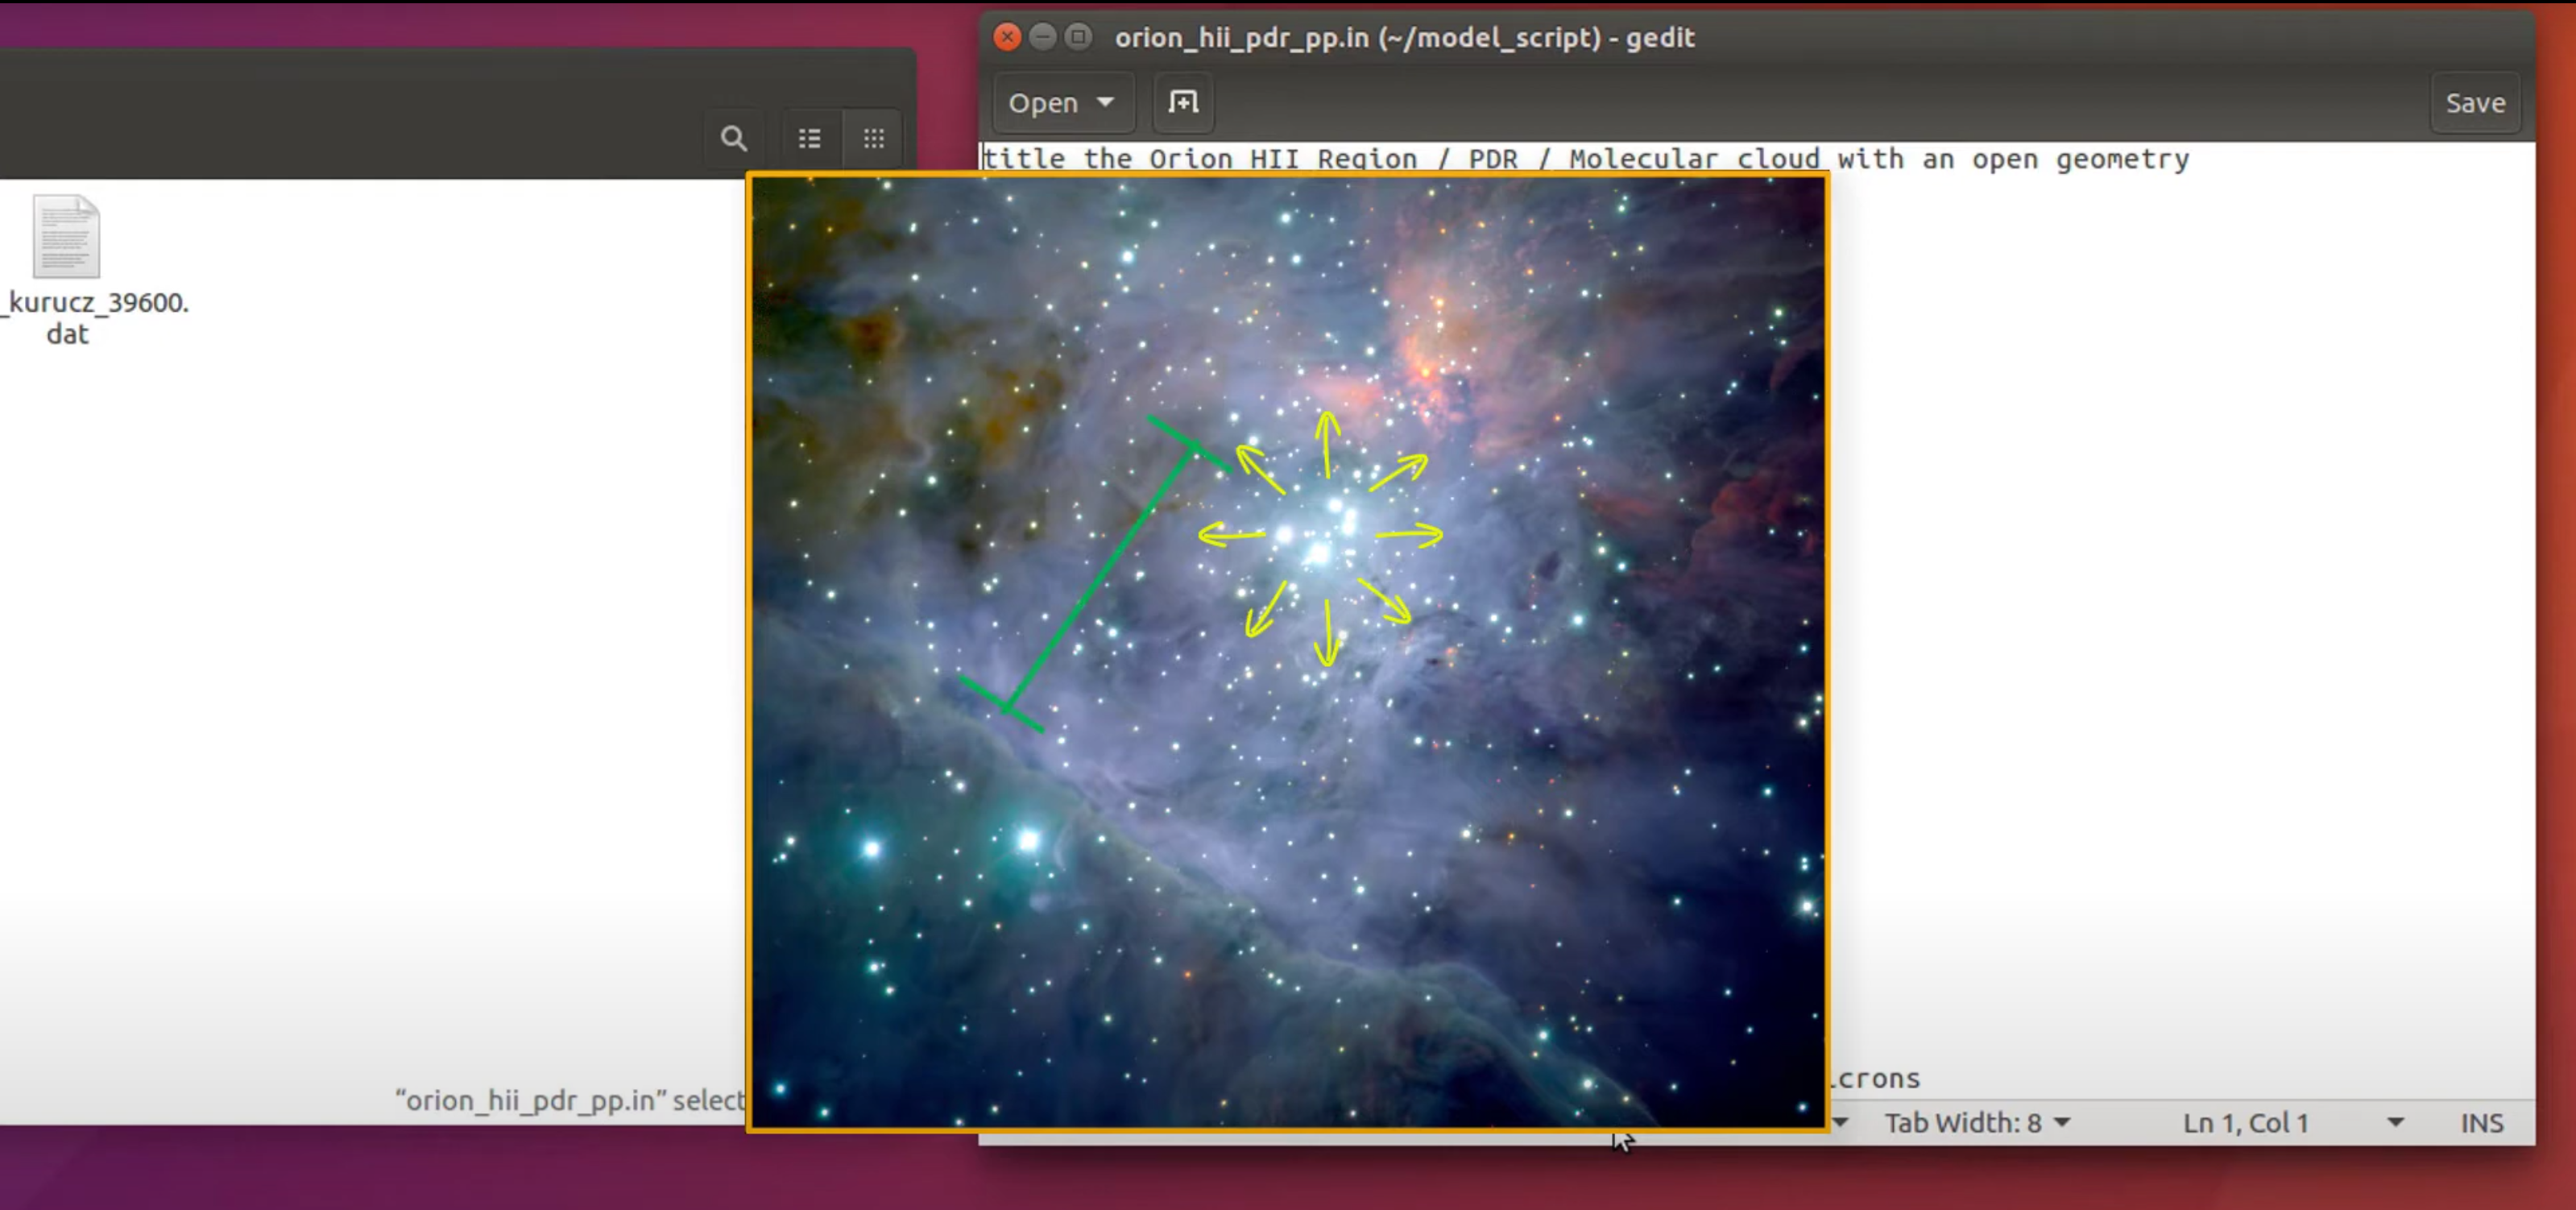 orion_hii_pdr_pp.in (~/model_script) - gedit
Open
Save
title the Orion HII Region / PDR / Molecular cloud with an open geometry
_kurucz_39600.
dat
crons
"orion_hii_pdr_pp.in" select
Tab Width: 8
Ln 1, Col 1
INS